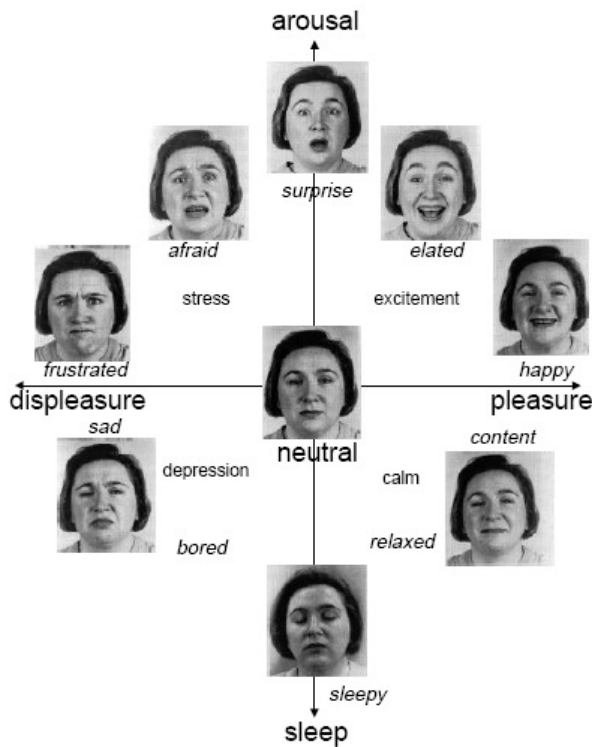 arousal
surprise
afraid
elated
stress
excitement
frustrated
happy
displeasure
pleasure
sad
content
neutral
depression
calm
bored
relaxed
sleepy
sleep